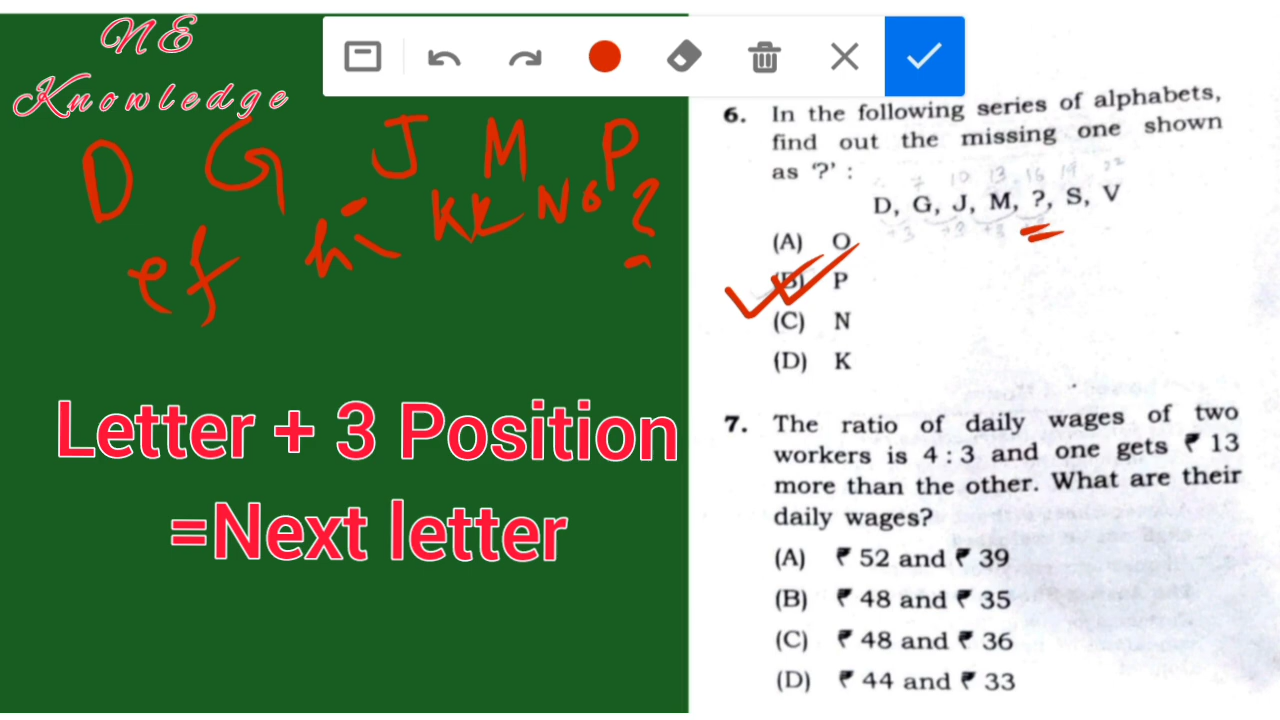 NE
Knowledge
D G J M P
ef hi KL No ?
Letter + 3 Position
=Next letter
6. In the following series of alphabets,
find out the missing one shown
as '?' :
7 10 13 16 19 22
D, G, J, M, ?, S, V
+3 +3 +3
(A) O
(B) P
(C) N
(D) K
7. The ratio of daily wages of two
workers is 4 : 3 and one gets ₹ 13
more than the other. What are their
daily wages?
(A) ₹ 52 and ₹ 39
(B) ₹ 48 and ₹ 35
(C) ₹ 48 and ₹ 36
(D) ₹ 44 and ₹ 33